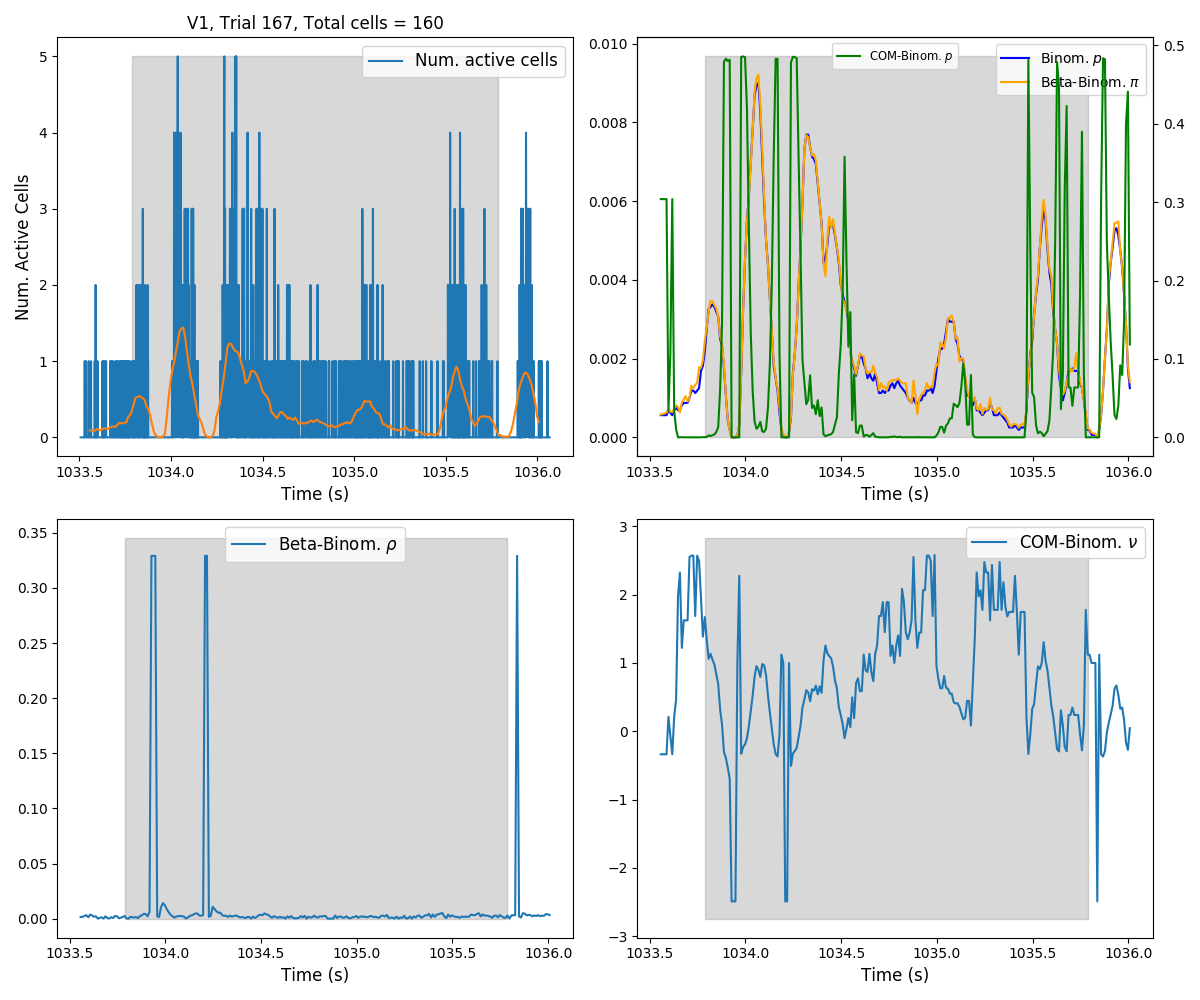 V1, Trial 167, Total cells = 160
Num. active cells
5
4
3
2
1
0
Num. Active Cells
1033.5 1034.0 1034.5 1035.0 1035.5 1036.0
Time (s)
COM-Binom. p
Binom. p
Beta-Binom. π
0.010
0.008
0.006
0.004
0.002
0.000
0.5
0.4
0.3
0.2
0.1
0.0
1033.5 1034.0 1034.5 1035.0 1035.5 1036.0
Time (s)
Beta-Binom. ρ
0.35
0.30
0.25
0.20
0.15
0.10
0.05
0.00
1033.5 1034.0 1034.5 1035.0 1035.5 1036.0
Time (s)
COM-Binom. ν
3
2
1
0
−1
−2
−3
1033.5 1034.0 1034.5 1035.0 1035.5 1036.0
Time (s)